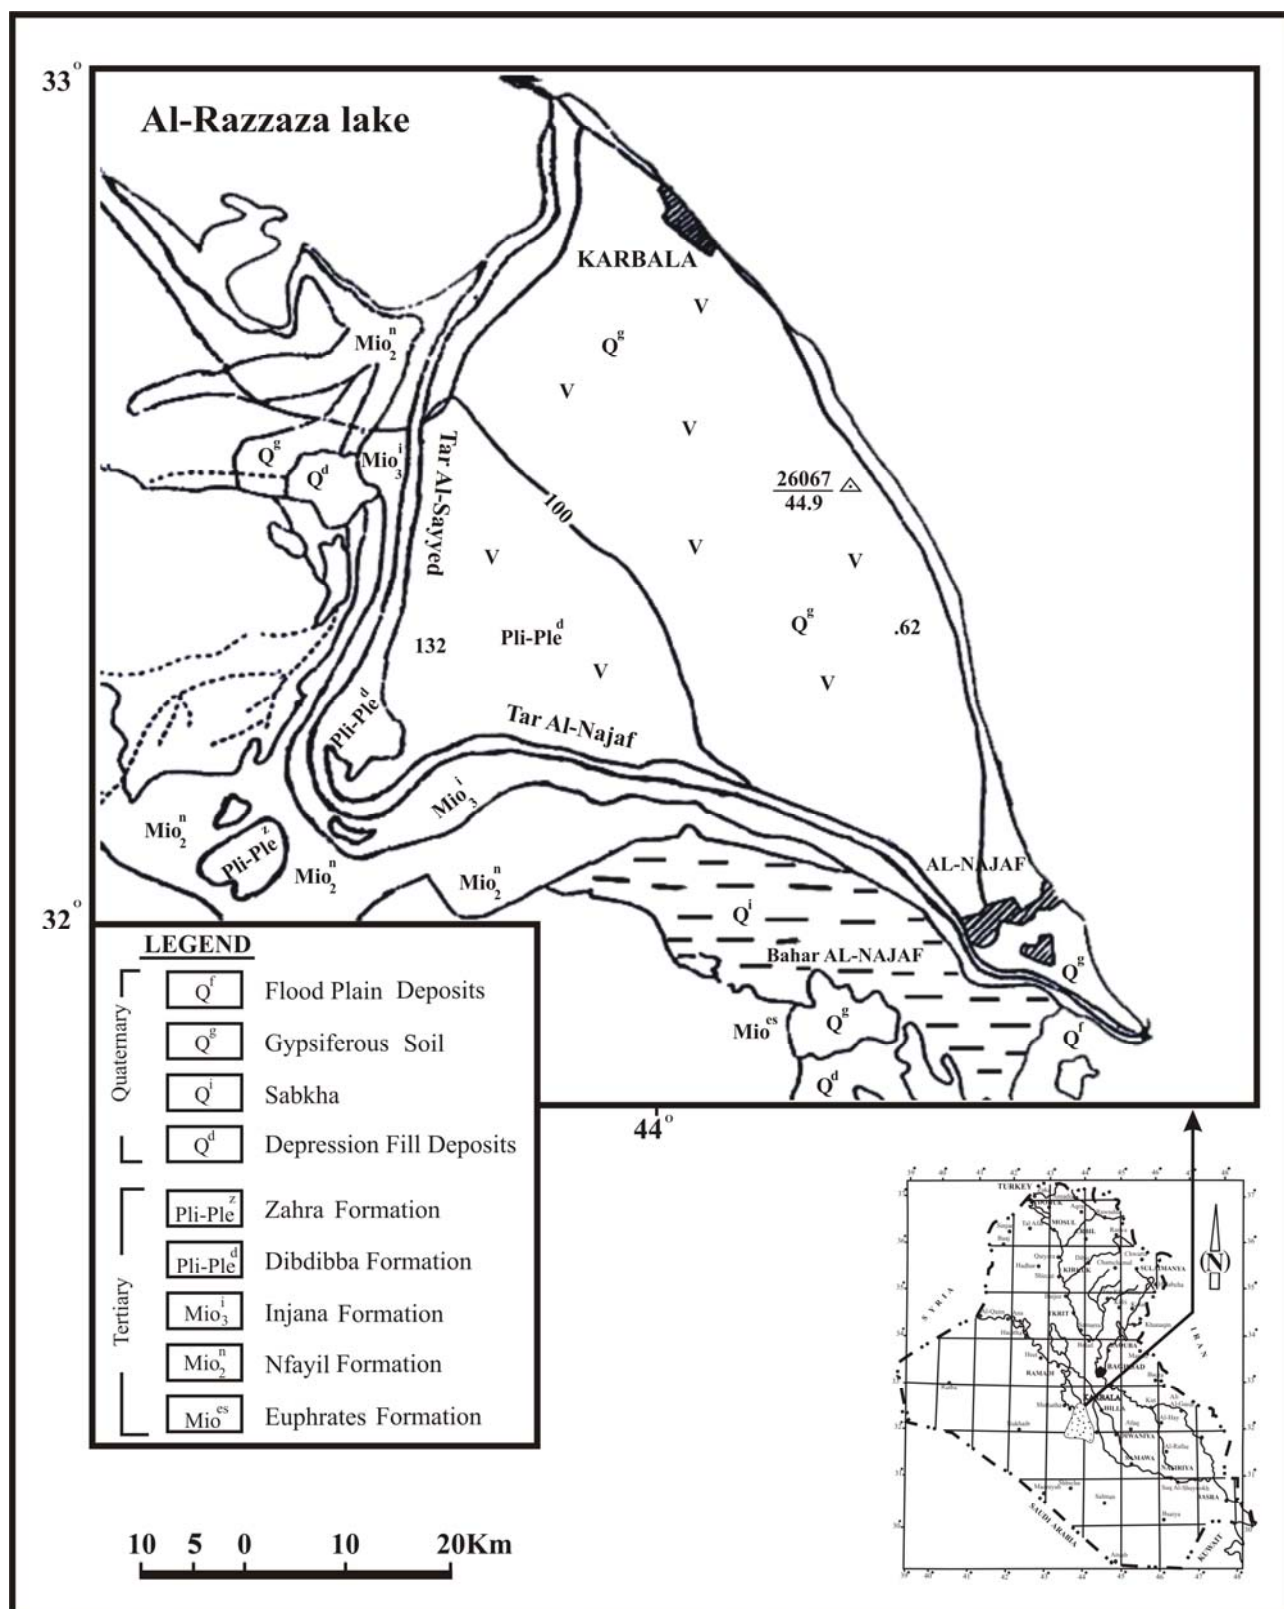 33°
Al-Razzaza lake
KARBALA
V
Mio2n
Qg
V
V
Qg
Mio3i
Qd
Tar Al-Sayyed
26067
44.9
100
V
V
V
Qg
.62
132
Pli-Pled
V
V
Pli-Pled
Tar Al-Najaf
Mio3i
Mio2n
Pli-Plez
Mio2n
Mio2n
AL-NAJAF
32°
Qi
Bahar AL-NAJAF
Qg
Mioes
Qg
Qf
Qd
44°
LEGEND
Quaternary
Qf Flood Plain Deposits
Qg Gypsiferous Soil
Qi Sabkha
Qd Depression Fill Deposits
Tertiary
Pli-Plez Zahra Formation
Pli-Pled Dibdibba Formation
Mio3i Injana Formation
Mio2n Nfayil Formation
Mioes Euphrates Formation
10 5 0 10 20Km
(N)
TURKEY
MOSUL
KIRKUK
SULAIMANYA
SYRIA
IRAN
BAGHDAD
RAMADI
HILLA
DIWANIYA
SAMAWA
SAUDI ARABIA
KUWAIT